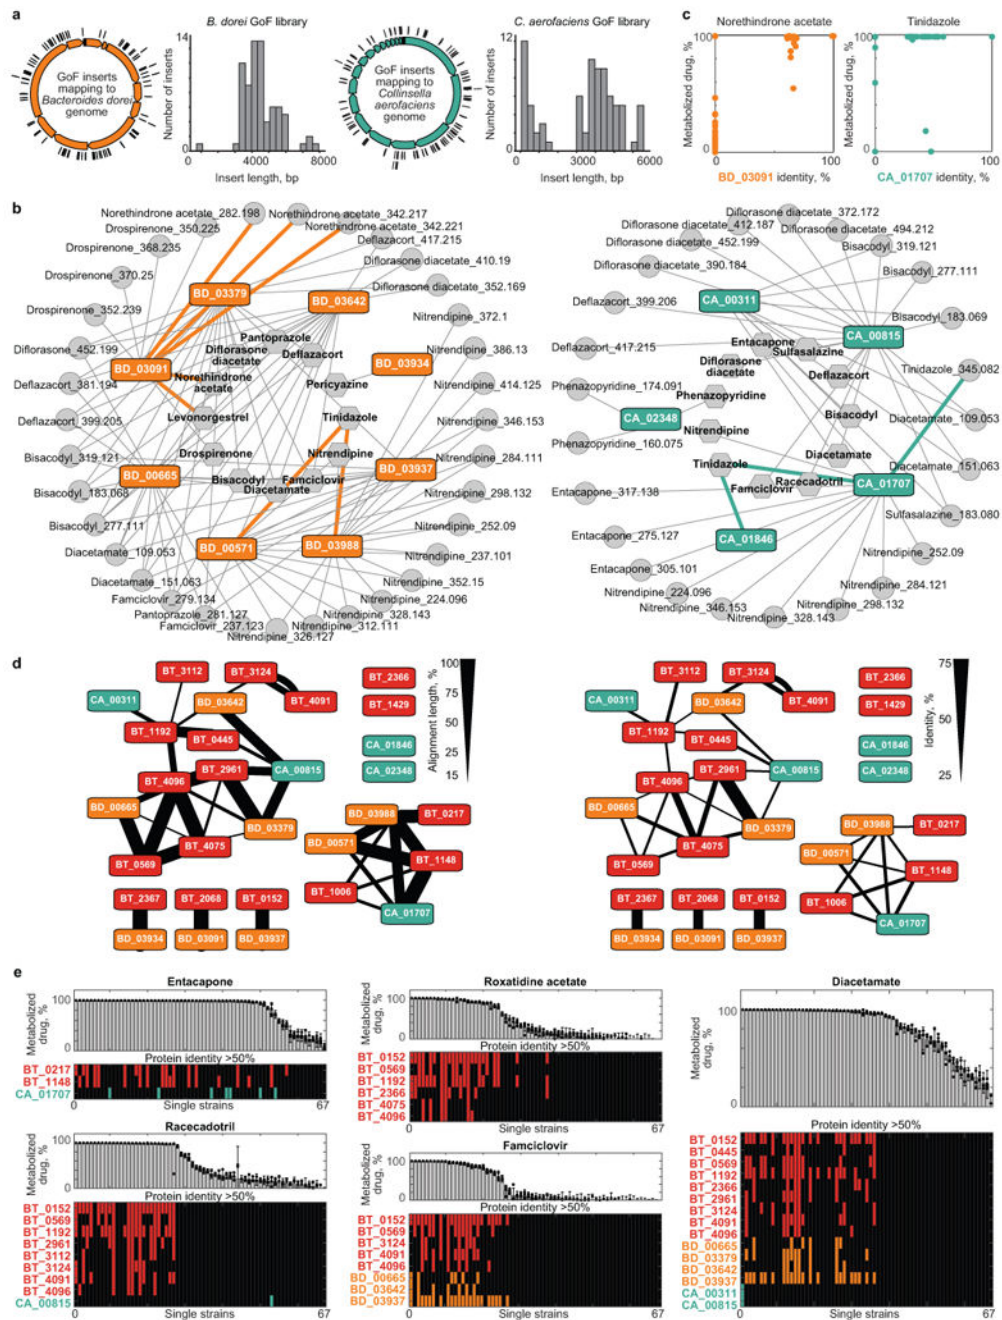 a
B. dorei GoF library
C. aerofaciens GoF library
GoF inserts
mapping to
Bacteroides dorei
genome
14
Number of inserts
0
4000
8000
Insert length, bp
GoF inserts
mapping to
Collinsella
aerofaciens
genome
12
Number of inserts
0
0
3000
6000
Insert length, bp
c
Norethindrone acetate
Tinidazole
100
Metabolized drug, %
0
0
100
BD_03091 identity, %
100
Metabolized drug, %
0
0
100
CA_01707 identity, %
b
Norethindrone acetate_282.198
Norethindrone acetate_342.217
Drospirenone_350.225
Norethindrone acetate_342.221
Drospirenone_368.235
Deflazacort_417.215
Diflorasone diacetate_410.19
Drospirenone_370.25
Diflorasone diacetate_352.169
BD_03379
BD_03642
Drospirenone_352.239
Nitrendipine_372.1
Pantoprazole
Diflorasone_452.199
Diflorasone
diacetate
Deflazacort
Nitrendipine_386.13
BD_03091
BD_03934
Norethindrone
acetate
Pericyazine
Deflazacort_381.194
Nitrendipine_414.125
Levonorgestrel
Tinidazole
Deflazacort_399.205
Nitrendipine_346.153
Drospirenone
Nitrendipine
Bisacodyl_319.121
Nitrendipine_284.111
BD_00665
BD_03937
Bisacodyl
Famciclovir
Diacetamate
Bisacodyl_183.068
Nitrendipine_298.132
Bisacodyl_277.111
Nitrendipine_252.09
BD_00571
BD_03988
Diacetamate_109.053
Nitrendipine_237.101
Diacetamate_151.063
Nitrendipine_352.15
Famciclovir_279.134
Nitrendipine_224.096
Pantoprazole_281.127
Nitrendipine_328.143
Famciclovir_237.123
Nitrendipine_312.111
Nitrendipine_326.127
Diflorasone diacetate_372.172
Diflorasone diacetate_412.187
Diflorasone diacetate_494.212
Diflorasone diacetate_452.199
Bisacodyl_319.121
Diflorasone diacetate_390.184
Bisacodyl_277.111
Deflazacort_399.206
CA_00311
Bisacodyl_183.069
CA_00815
Deflazacort_417.215
Entacapone
Sulfasalazine
Diflorasone
diacetate
Tinidazole_345.082
Deflazacort
Phenazopyridine_174.091
Phenazopyridine
CA_02348
Bisacodyl
Diacetamate_109.053
Nitrendipine
Phenazopyridine_160.075
Diacetamate
Tinidazole
Diacetamate_151.063
Racecadotril
Famciclovir
CA_01707
Entacapone_317.138
Sulfasalazine_183.080
Entacapone_275.127
CA_01846
Nitrendipine_252.09
Entacapone_305.101
Nitrendipine_284.121
Nitrendipine_224.096
Nitrendipine_298.132
Nitrendipine_346.153
Nitrendipine_328.143
d
BT_3112
BT_3124
BT_2366
CA_00311
BD_03642
BT_4091
BT_1429
BT_1192
BT_0445
CA_01846
BT_4096
BT_2961
CA_00815
CA_02348
BD_00665
BD_03379
BD_03988
BT_0217
BT_4075
BD_00571
BT_0569
BT_1148
BT_1006
CA_01707
BT_2367
BT_2068
BT_0152
BD_03934
BD_03091
BD_03937
Alignment length, %
100
75
50
25
15
BT_3112
BT_3124
BT_2366
CA_00311
BD_03642
BT_4091
BT_1429
BT_1192
BT_0445
CA_01846
BT_4096
BT_2961
CA_00815
CA_02348
BD_00665
BD_03379
BD_03988
BT_0217
BT_4075
BD_00571
BT_0569
BT_1148
BT_1006
CA_01707
BT_2367
BT_2068
BT_0152
BD_03934
BD_03091
BD_03937
Identity, %
75
50
25
e
Entacapone
100
Metabolized
drug, %
0
Protein identity >50%
BT_0217
BT_1148
CA_01707
0
Single strains
67
Racecadotril
100
Metabolized
drug, %
0
Protein identity >50%
BT_0152
BT_0569
BT_1192
BT_2961
BT_3112
BT_3124
BT_4091
BT_4096
CA_00815
0
Single strains
67
Roxatidine acetate
100
Metabolized
drug, %
0
Protein identity >50%
BT_0152
BT_0569
BT_1192
BT_2366
BT_4075
BT_4096
0
Single strains
67
Famciclovir
100
Metabolized
drug, %
0
Protein identity >50%
BT_0152
BT_0569
BT_3124
BT_4091
BT_4096
BD_00665
BD_03642
BD_03937
0
Single strains
67
Diacetamate
100
Metabolized
drug, %
0
Protein identity >50%
BT_0152
BT_0445
BT_0569
BT_1192
BT_2366
BT_2961
BT_3124
BT_4091
BT_4096
BD_00665
BD_03379
BD_03642
BD_03937
CA_00311
CA_00815
0
Single strains
67